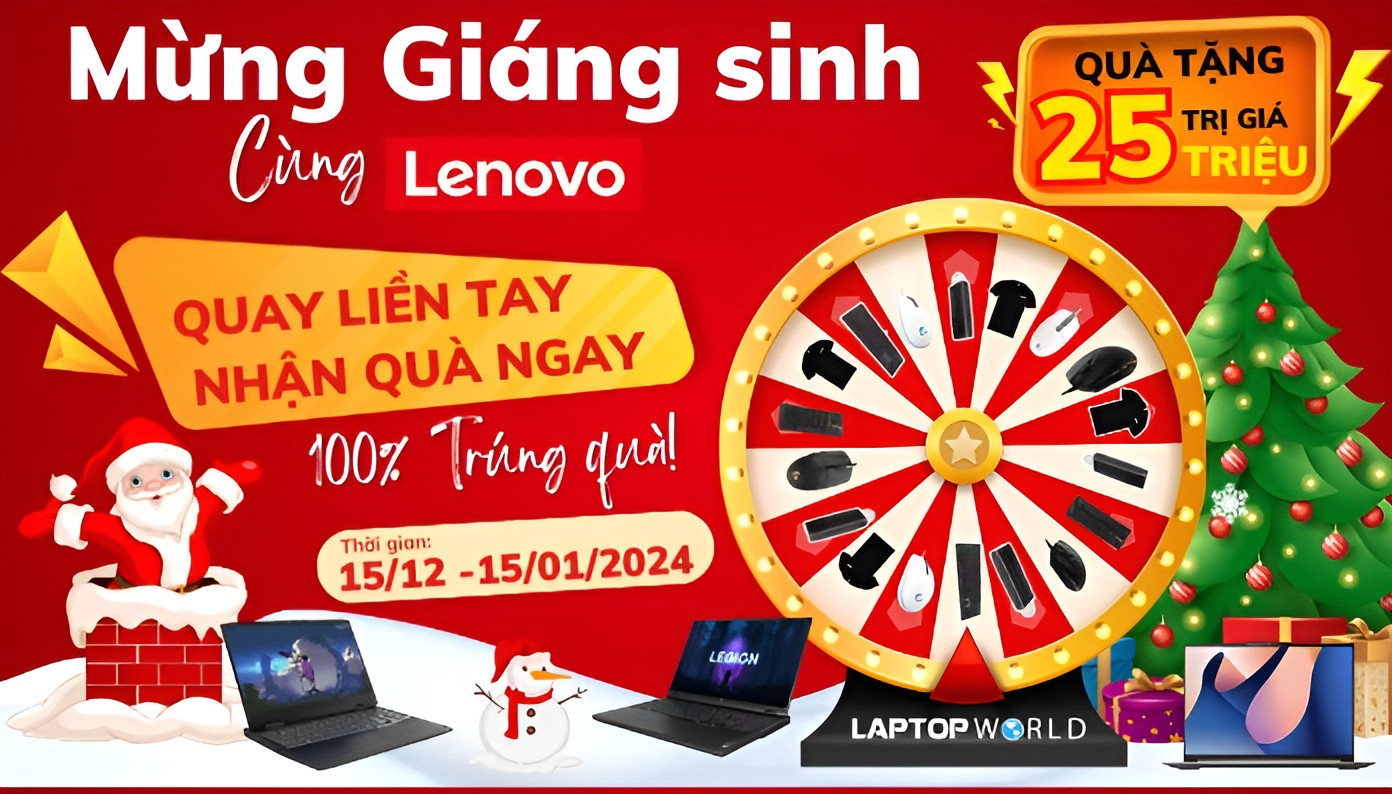 Mừng Giáng sinh
Cùng Lenovo
QUÀ TẶNG
25 TRỊ GIÁ
TRIỆU
QUAY LIỀN TAY
NHẬN QUÀ NGAY
100% Trúng quà!
Thời gian:
15/12 -15/01/2024
LEGION
LAPTOP WORLD